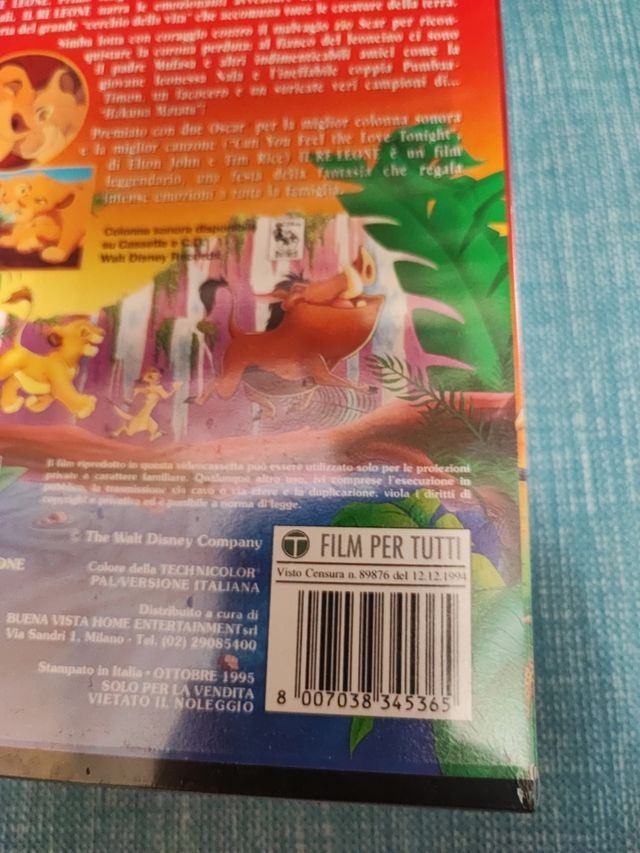 IL RE LEONE
"cerchio della vita" che accomuna tutte le creature della terra.
Simba lotta con coraggio contro il malvagio zio Scar per ricon-
quistare la corona perduta: al fianco del leoncino ci sono
il padre Mufasa e altri indimenticabili amici come la
giovane leonessa Nala e l'ineffabile coppia Pumbaa-
Timon, un facocero e un suricate veri campioni di...
"Hakuna Matata"!
Premiato con due Oscar per la miglior colonna sonora
e la miglior canzone ("Can You Feel the Love Tonight",
di Elton John e Tim Rice) IL RE LEONE è un film
leggendario, una festa della fantasia che regala
intense emozioni a tutta la famiglia.
Colonna sonora disponibile
su Cassette e C.D.
Walt Disney Records
Il film riprodotto in questa videocassetta può essere utilizzato solo per le proiezioni
private a carattere familiare. Qualunque altro uso, ivi comprese l'esecuzione in
pubblico, la trasmissione via cavo o via etere e la duplicazione, viola i diritti di
copyright e omissiva ed è punibile a norma di legge.
© The Walt Disney Company
ONE
Colore della TECHNICOLOR
PAL/VERSIONE ITALIANA
Distribuito a cura di
BUENA VISTA HOME ENTERTAINMENT srl
Via Sandri 1, Milano • Tel. (02) 29085400
Stampato in Italia • OTTOBRE 1995
SOLO PER LA VENDITA
VIETATO IL NOLEGGIO
T FILM PER TUTTI
Visto Censura n. 89876 del 12.12.1994
8 007038 345365